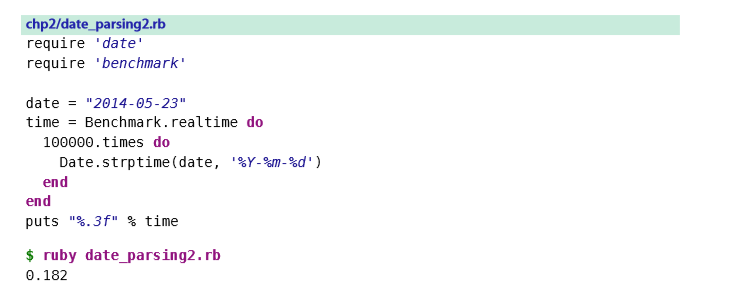 chp2/date_parsing2.rb
require 'date'
require 'benchmark'

date = "2014-05-23"
time = Benchmark.realtime do
  100000.times do
    Date.strptime(date, '%Y-%m-%d')
  end
end
puts "%.3f" % time

$ ruby date_parsing2.rb
0.182